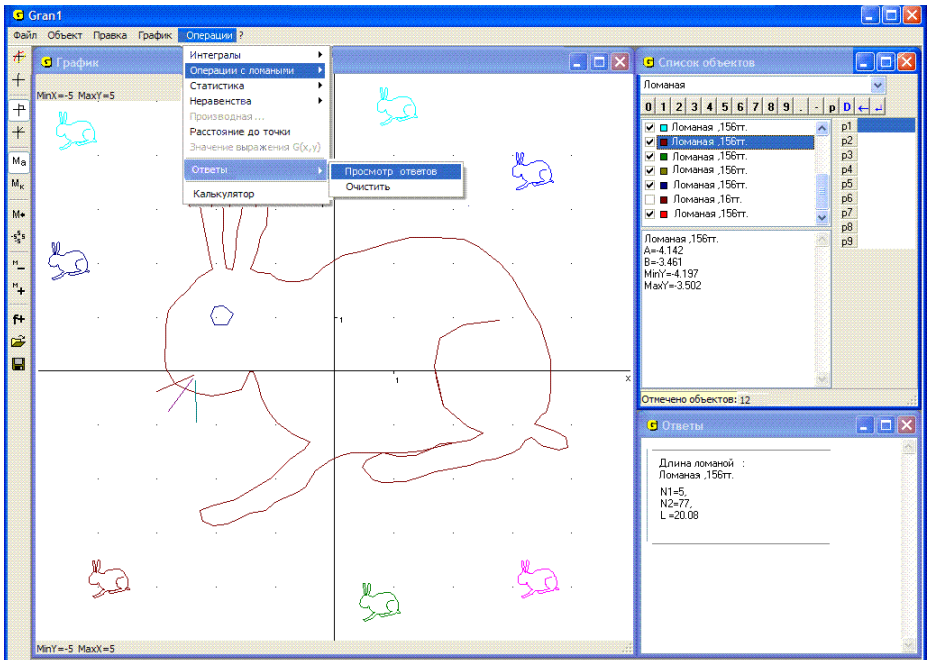 Gran1
Файл Объект Правка График Операции ?
График
Интегралы
Операции с ломаными
Статистика
Неравенства
Производная...
Расстояние до точки
Значение выражения G(x,y)
Ответы
Калькулятор
Просмотр ответов
Очистить
MinX=-5 MaxY=5
1
1
x
MinY=-5 MaxX=5
Ma
Мк
M+
Список объектов
Ломаная
0 1 2 3 4 5 6 7 8 9 . - p D
Ломаная ,156тт.
Ломаная ,156тт.
Ломаная ,156тт.
Ломаная ,156тт.
Ломаная ,156тт.
Ломаная ,16тт.
Ломаная ,156тт.
p1
p2
p3
p4
p5
p6
p7
p8
p9
Ломаная ,156тт.
A=-4.142
B=-3.461
MinY=-4.197
MaxY=-3.502
Отмечено объектов: 12
Ответы
Длина ломаной :
Ломаная ,156тт.
N1=5,
N2=77,
L =20.08